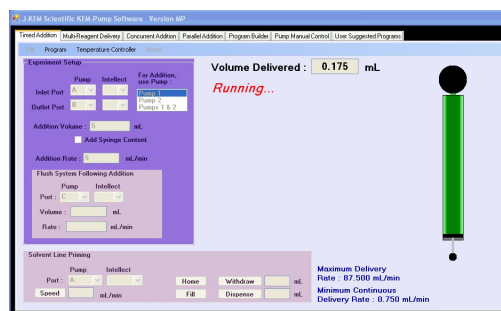 J-KEM Scientific KEM-Pump Software Version MP
Timed Addition Multi-Reagent Delivery Concurrent Addition Parallel Addition Program Builder Pump Manual Control User Suggested Programs
File Program Temperature Controller About
Experiment Setup
Volume Delivered : 0.175 mL
Running...
Pump Intellect
For Addition, use Pump :
Inlet Port A
Pump 1
Pump 2
Pumps 1 & 2
Outlet Port B
Addition Volume : 5 mL
Add Syringe Content
Addition Rate : 5 mL/min
Flush System Following Addition
Pump Intellect
Port : C
Volume : mL
Rate : mL/min
Solvent Line Priming
Pump Intellect
Port : A
Home Withdraw mL
Speed mL/min
Fill Dispense mL
Maximum Delivery
Rate : 87.500 mL/min
Minimum Continuous
Delivery Rate : 0.750 mL/min